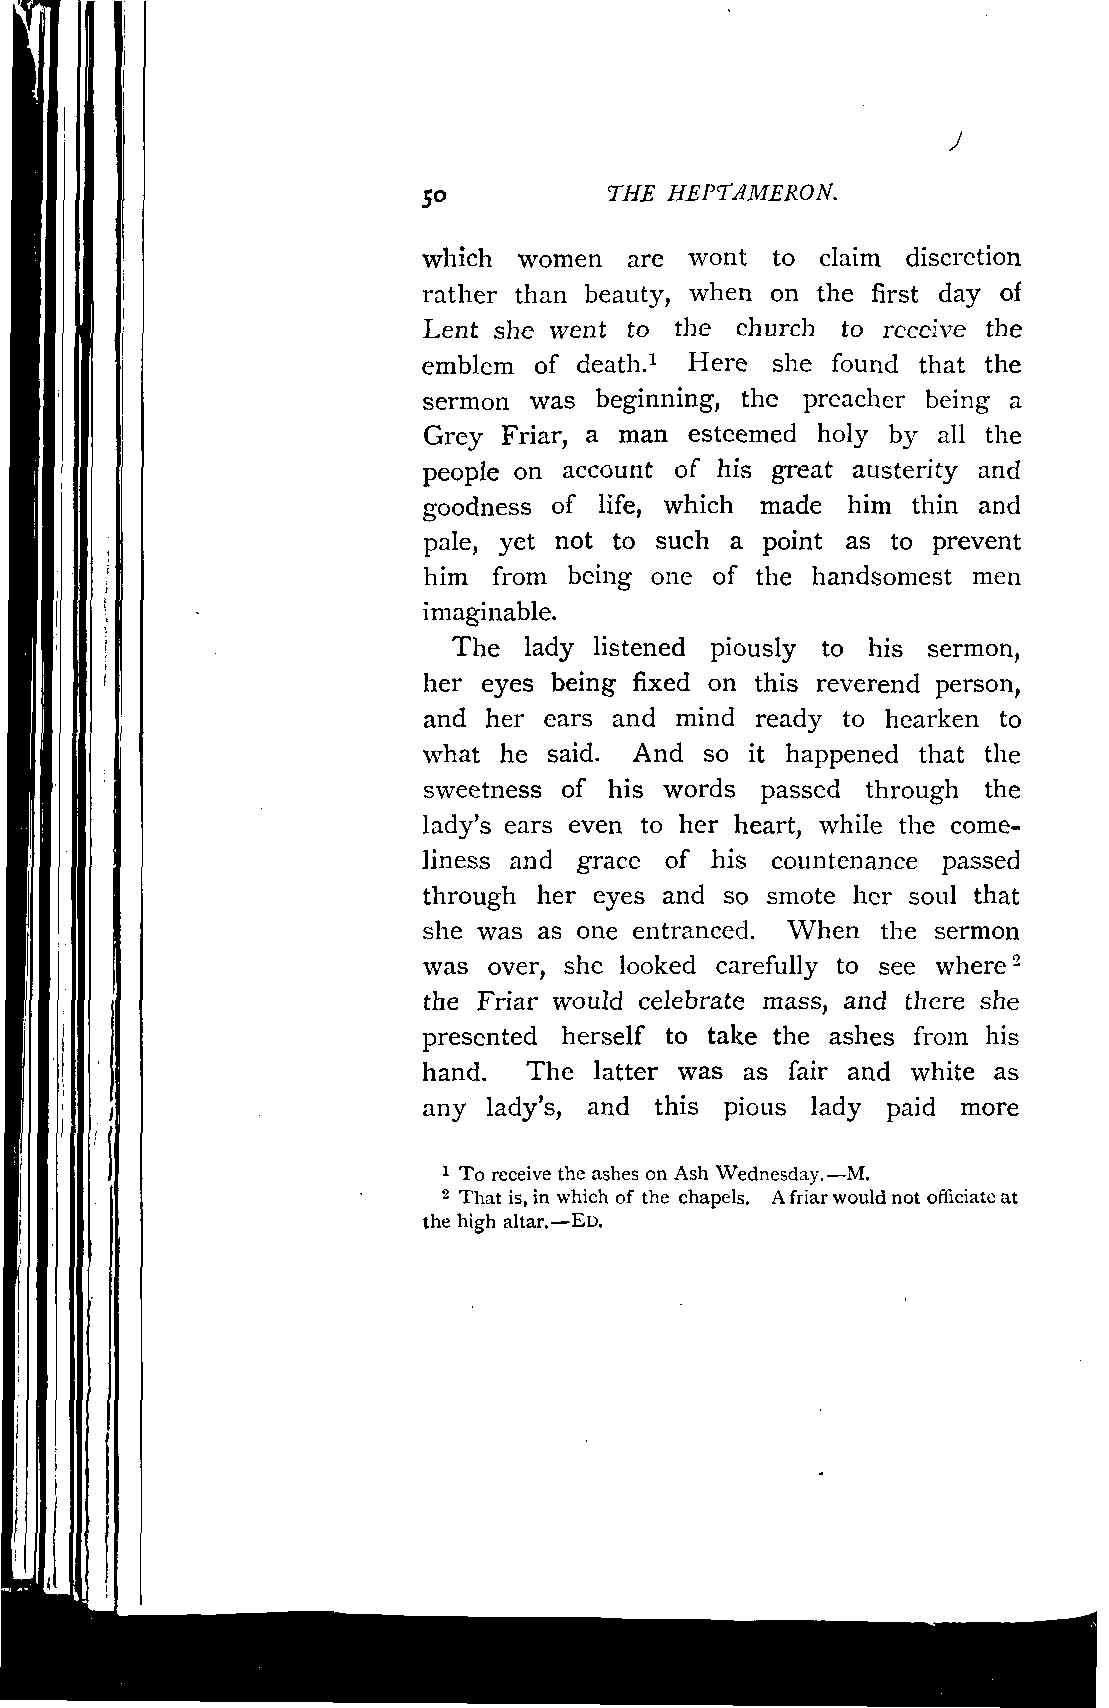 50 THE HEPTAMERON.
which women are wont to claim discretion
rather than beauty, when on the first day of
Lent she went to the church to receive the
emblem of death.¹ Here she found that the
sermon was beginning, the preacher being a
Grey Friar, a man esteemed holy by all the
people on account of his great austerity and
goodness of life, which made him thin and
pale, yet not to such a point as to prevent
him from being one of the handsomest men
imaginable.
The lady listened piously to his sermon,
her eyes being fixed on this reverend person,
and her ears and mind ready to hearken to
what he said. And so it happened that the
sweetness of his words passed through the
lady's ears even to her heart, while the come-
liness and grace of his countenance passed
through her eyes and so smote her soul that
she was as one entranced. When the sermon
was over, she looked carefully to see where²
the Friar would celebrate mass, and there she
presented herself to take the ashes from his
hand. The latter was as fair and white as
any lady's, and this pious lady paid more
¹ To receive the ashes on Ash Wednesday.—M.
² That is, in which of the chapels. A friar would not officiate at
the high altar.—ED.